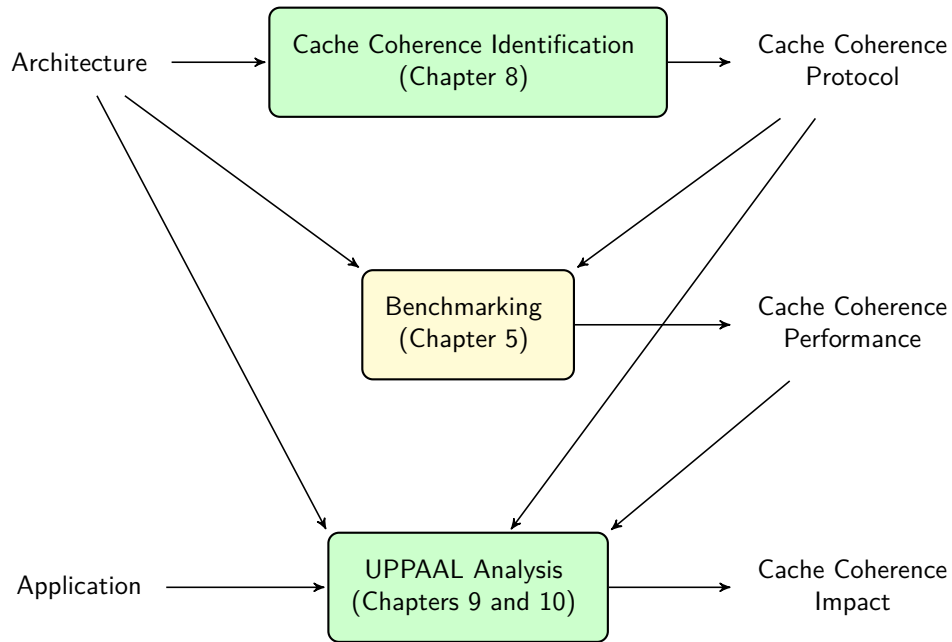 Architecture
Cache Coherence Identification
(Chapter 8)
Cache Coherence
Protocol
Benchmarking
(Chapter 5)
Cache Coherence
Performance
Application
UPPAAL Analysis
(Chapters 9 and 10)
Cache Coherence
Impact